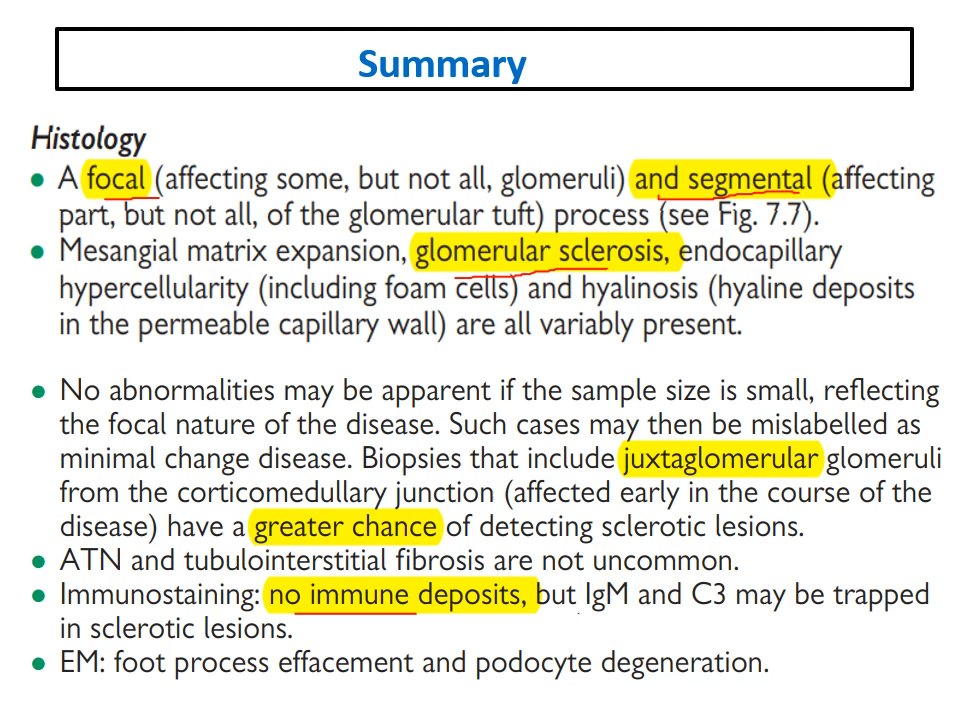 Summary
Histology
• A focal (affecting some, but not all, glomeruli) and segmental (affecting
part, but not all, of the glomerular tuft) process (see Fig. 7.7).
• Mesangial matrix expansion, glomerular sclerosis, endocapillary
hypercellularity (including foam cells) and hyalinosis (hyaline deposits
in the permeable capillary wall) are all variably present.
• No abnormalities may be apparent if the sample size is small, reflecting
the focal nature of the disease. Such cases may then be mislabelled as
minimal change disease. Biopsies that include juxtaglomerular glomeruli
from the corticomedullary junction (affected early in the course of the
disease) have a greater chance of detecting sclerotic lesions.
• ATN and tubulointerstitial fibrosis are not uncommon.
• Immunostaining: no immune deposits, but IgM and C3 may be trapped
in sclerotic lesions.
• EM: foot process effacement and podocyte degeneration.